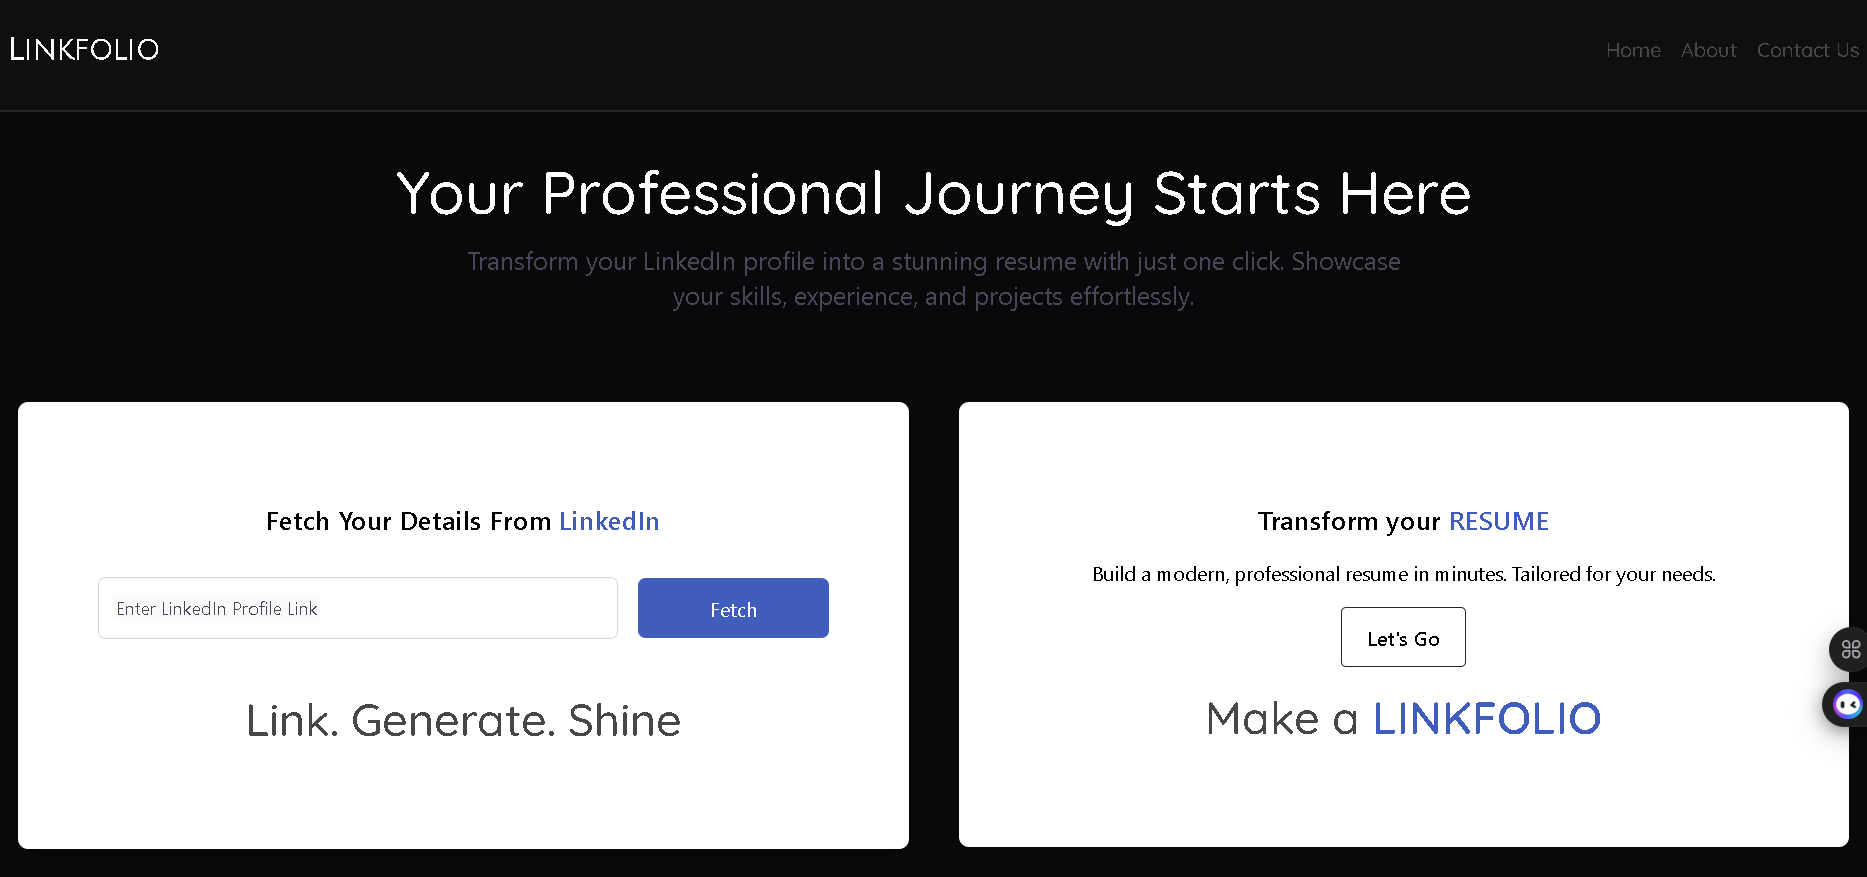 LINKFOLIO
Home About Contact Us
Your Professional Journey Starts Here
Transform your LinkedIn profile into a stunning resume with just one click. Showcase
your skills, experience, and projects effortlessly.
Fetch Your Details From LinkedIn
Enter LinkedIn Profile Link
Fetch
Link. Generate. Shine
Transform your RESUME
Build a modern, professional resume in minutes. Tailored for your needs.
Let's Go
Make a LINKFOLIO